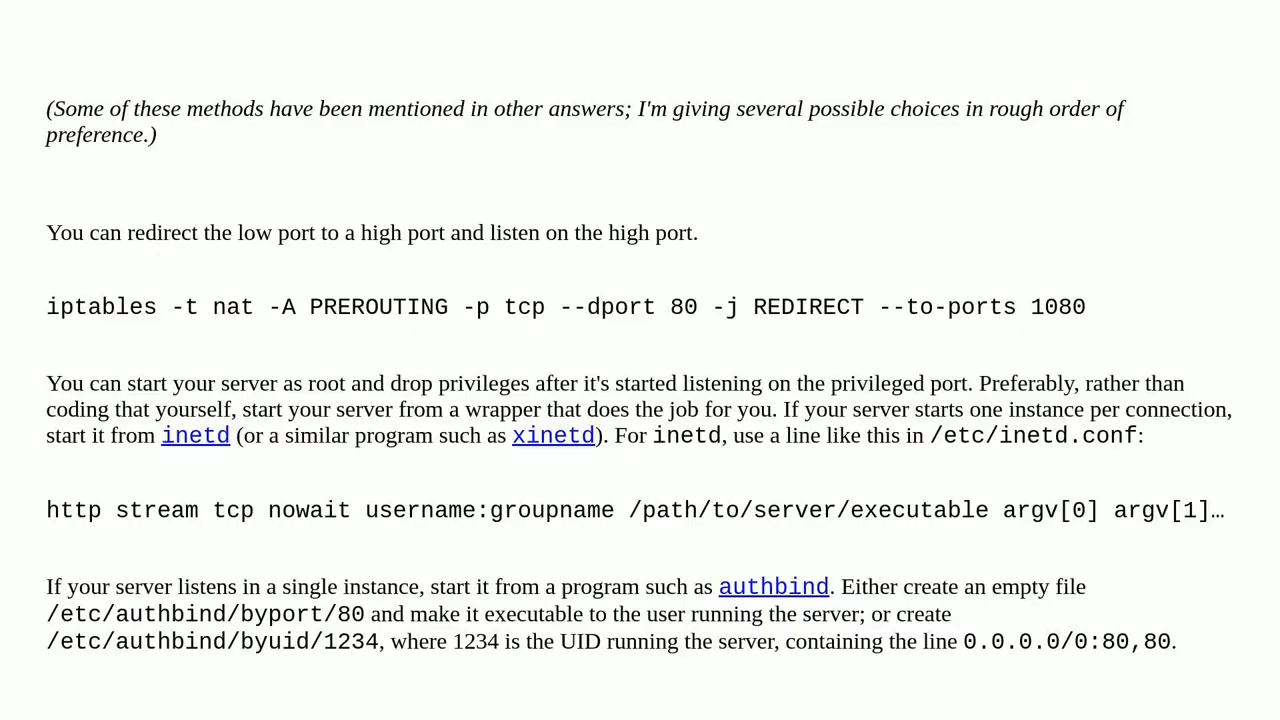 (Some of these methods have been mentioned in other answers; I'm giving several possible choices in rough order of
preference.)
You can redirect the low port to a high port and listen on the high port.
iptables -t nat -A PREROUTING -p tcp --dport 80 -j REDIRECT --to-ports 1080
You can start your server as root and drop privileges after it's started listening on the privileged port. Preferably, rather than
coding that yourself, start your server from a wrapper that does the job for you. If your server starts one instance per connection,
start it from inetd (or a similar program such as xinetd). For inetd, use a line like this in /etc/inetd.conf:
http stream tcp nowait username:groupname /path/to/server/executable argv[0] argv[1]…
If your server listens in a single instance, start it from a program such as authbind. Either create an empty file
/etc/authbind/byport/80 and make it executable to the user running the server; or create
/etc/authbind/byuid/1234, where 1234 is the UID running the server, containing the line 0.0.0.0/0:80,80.